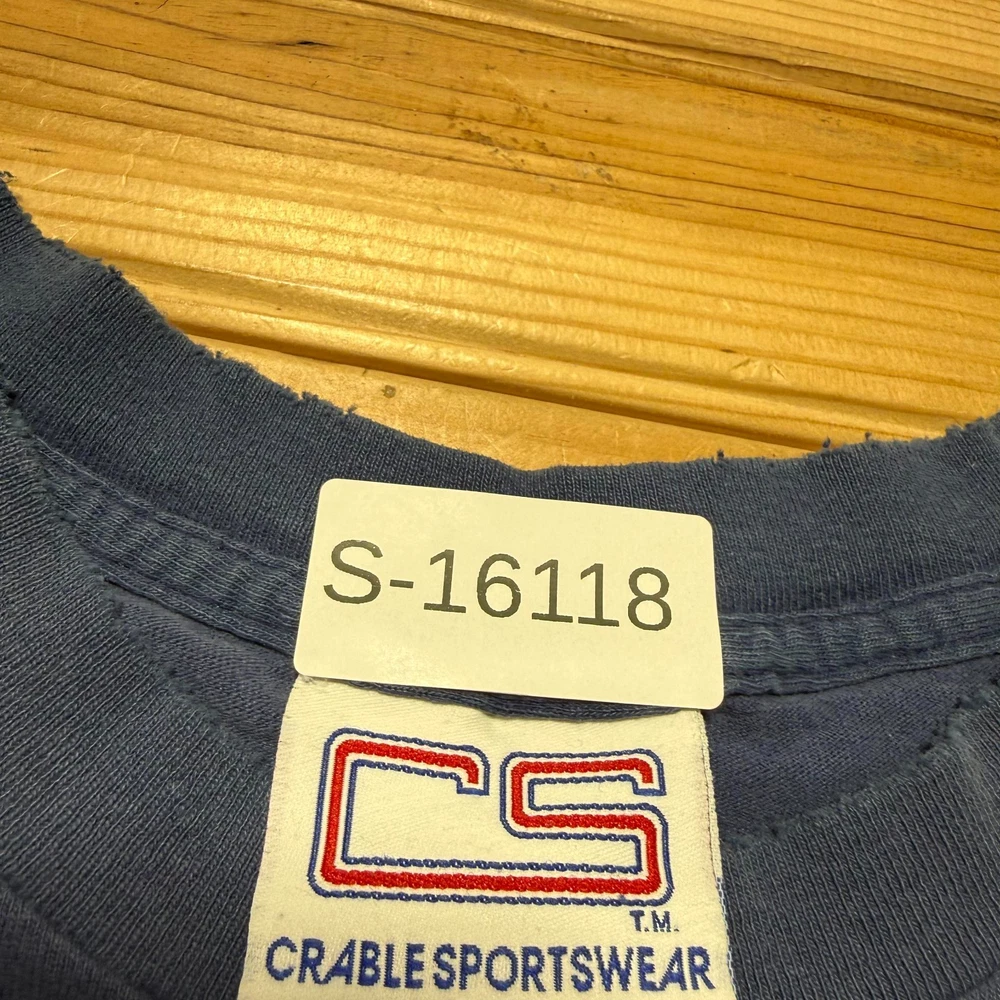 S-16118
CS
T.M.
CRABLE SPORTSWEAR